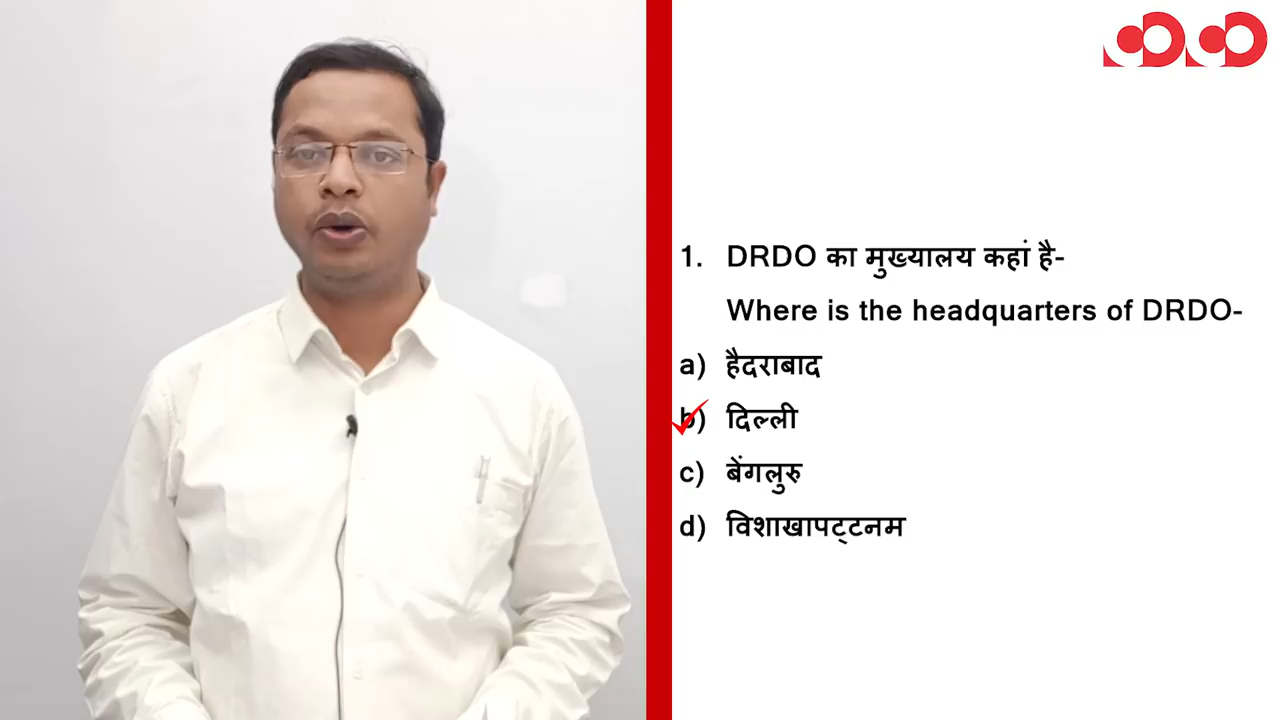 1. DRDO का मुख्यालय कहां है-
Where is the headquarters of DRDO-
a) हैदराबाद
b) दिल्ली
c) बेंगलुरु
d) विशाखापट्टनम